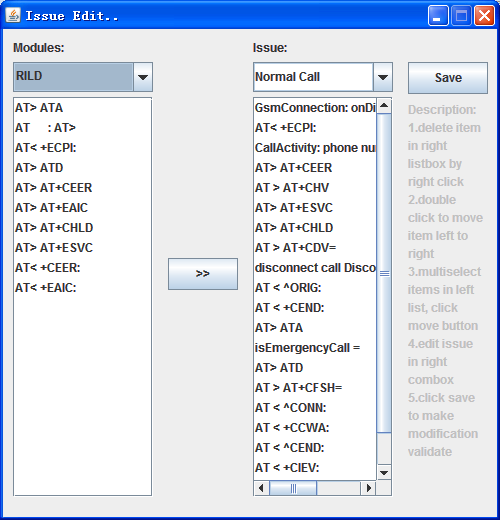 Issue Edit..
Modules:
RILD
AT> ATA
AT : AT>
AT< +ECPI:
AT> ATD
AT> AT+CEER
AT> AT+EAIC
AT> AT+CHLD
AT> AT+ESVC
AT< +CEER:
AT< +EAIC:
>>
Issue:
Normal Call
GsmConnection: onDi
AT< +ECPI:
CallActivity: phone nu
AT> AT+CEER
AT > AT+CHV
AT> AT+ESVC
AT> AT+CHLD
AT > AT+CDV=
disconnect call Disco
AT < ^ORIG:
AT < +CEND:
AT> ATA
isEmergencyCall =
AT> ATD
AT > AT+CFSH=
AT < ^CONN:
AT < +CCWA:
AT < ^CEND:
AT < +CIEV:
Save
Description:
1.delete item
in right
listbox by
right click
2.double
click to move
item left to
right
3.multiselect
items in left
list, click
move button
4.edit issue
in right
combox
5.click save
to make
modification
validate